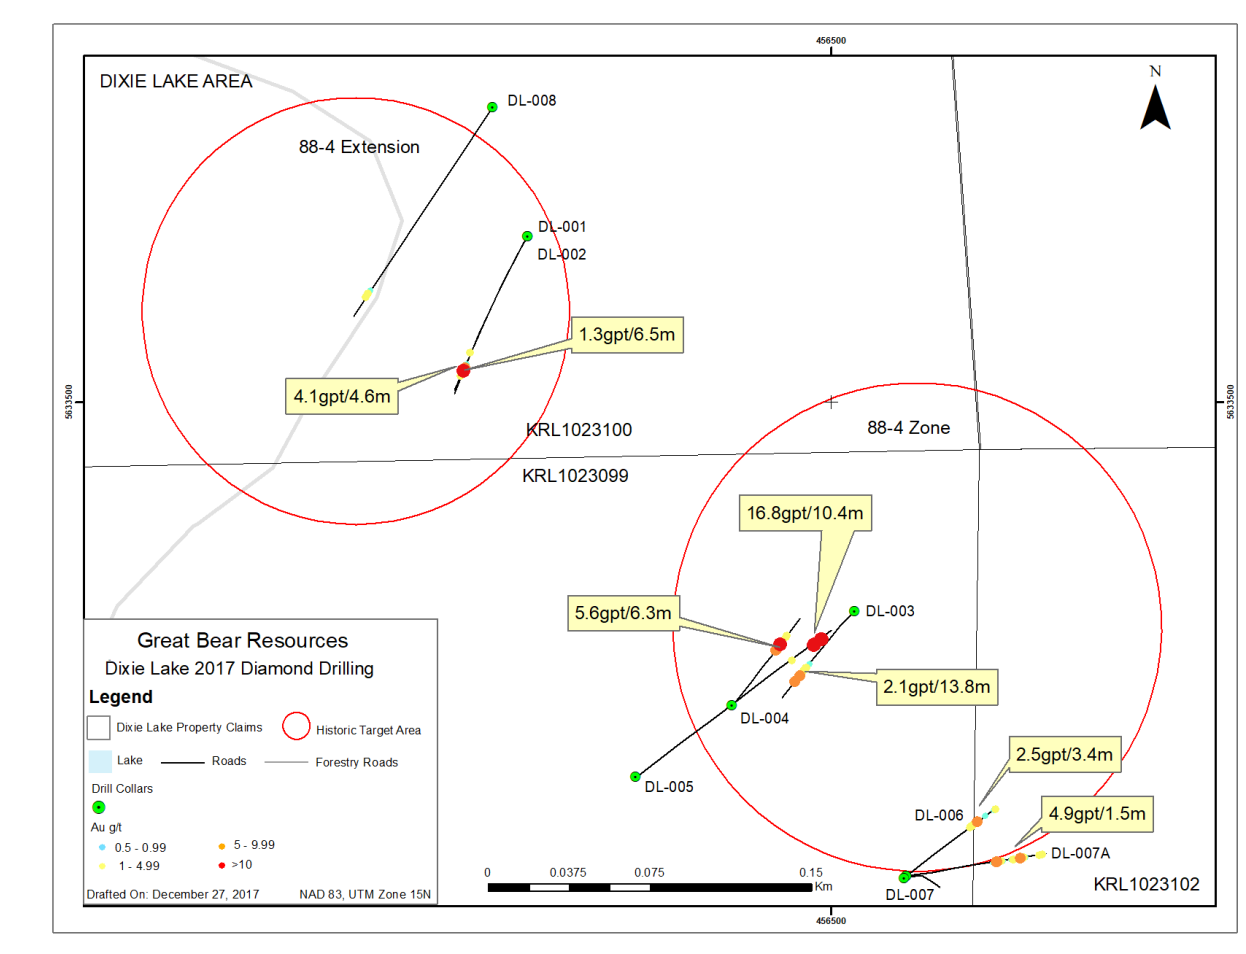 456500
DIXIE LAKE AREA
N
DL-008
88-4 Extension
DL-001
DL-002
1.3gpt/6.5m
4.1gpt/4.6m
5633500
5633500
KRL1023100
88-4 Zone
KRL1023099
16.8gpt/10.4m
5.6gpt/6.3m
DL-003
2.1gpt/13.8m
DL-004
DL-005
2.5gpt/3.4m
DL-006
4.9gpt/1.5m
DL-007A
KRL1023102
DL-007
0 0.0375 0.075 0.15
Km
Great Bear Resources
Dixie Lake 2017 Diamond Drilling
Legend
Dixie Lake Property Claims Historic Target Area
Lake Roads Forestry Roads
Drill Collars
Au g/t
0.5 - 0.99 5 - 9.99
1 - 4.99 >10
Drafted On: December 27, 2017 NAD 83, UTM Zone 15N
456500